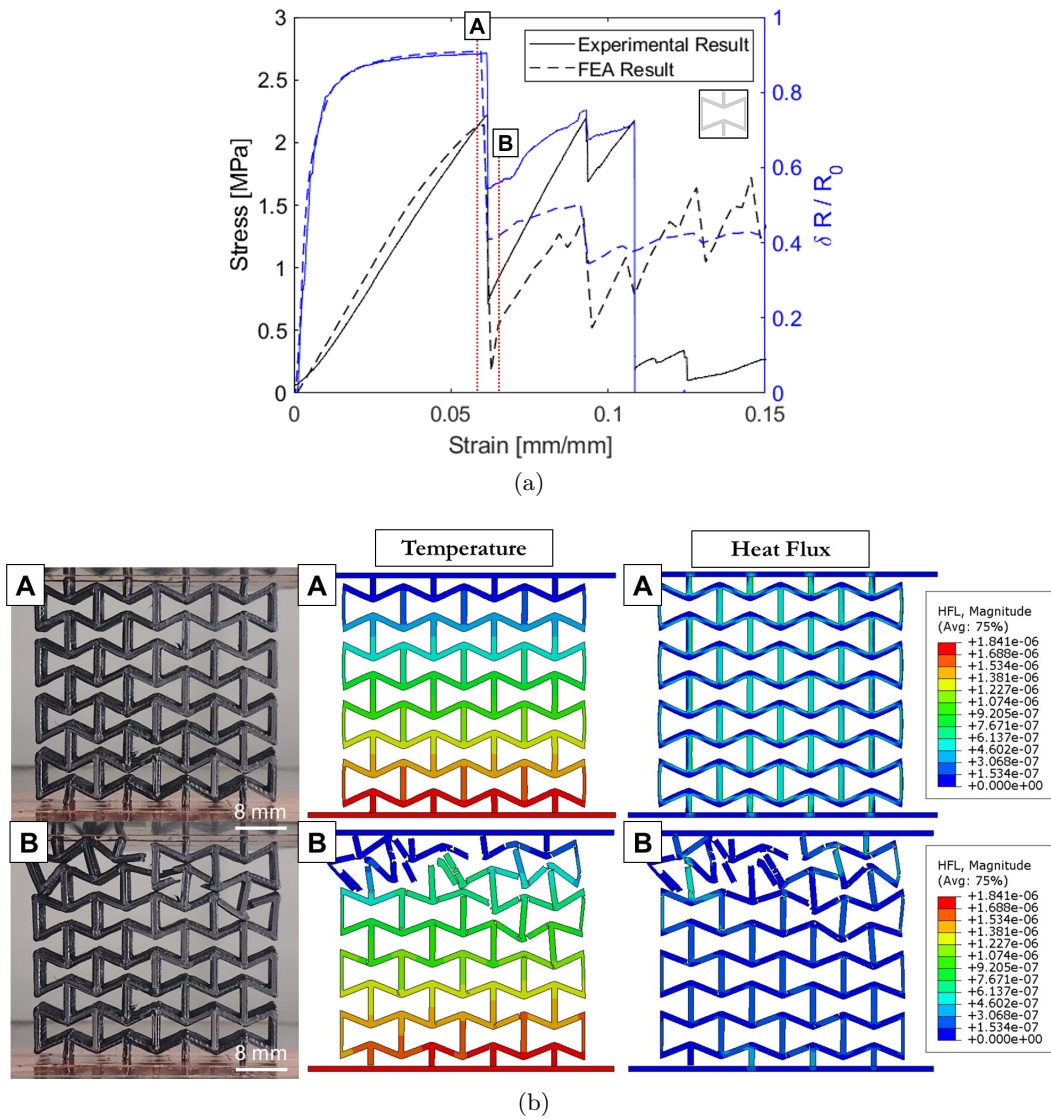 3
2.5
2
1.5
1
0.5
0
Stress [MPa]
A
B
Experimental Result
FEA Result
1
0.8
0.6
0.4
0.2
0
δ R / R0
0
0.05
0.1
0.15
Strain [mm/mm]
(a)
Temperature
Heat Flux
A
8 mm
A
A
HFL, Magnitude
(Avg: 75%)
+1.841e-06
+1.688e-06
+1.534e-06
+1.381e-06
+1.227e-06
+1.074e-06
+9.205e-07
+7.671e-07
+6.137e-07
+4.602e-07
+3.068e-07
+1.534e-07
+0.000e+00
B
8 mm
B
B
HFL, Magnitude
(Avg: 75%)
+1.841e-06
+1.688e-06
+1.534e-06
+1.381e-06
+1.227e-06
+1.074e-06
+9.205e-07
+7.671e-07
+6.137e-07
+4.602e-07
+3.068e-07
+1.534e-07
+0.000e+00
(b)